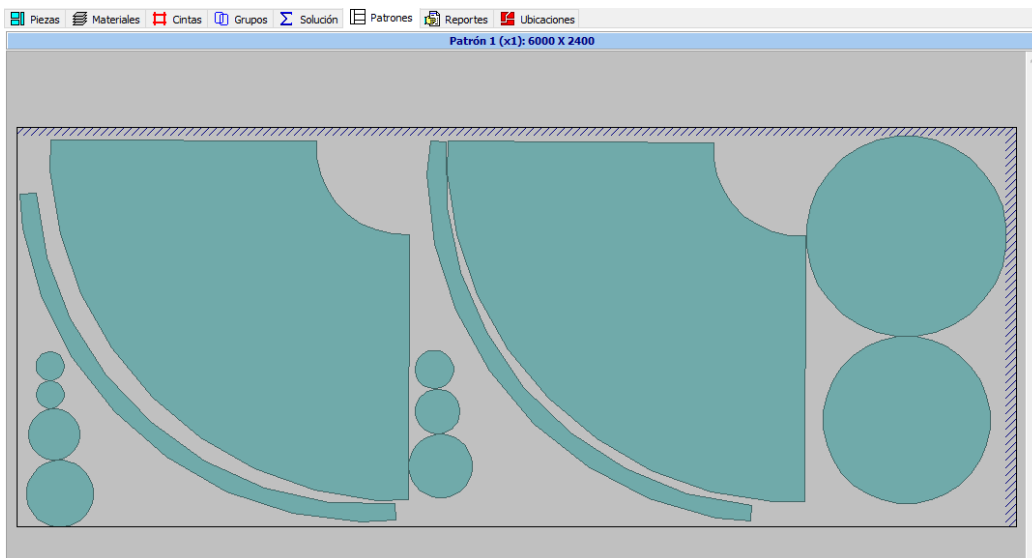 Piezas Materiales Cintas Grupos Solución Patrones Reportes Ubicaciones
Patrón 1 (x1): 6000 X 2400